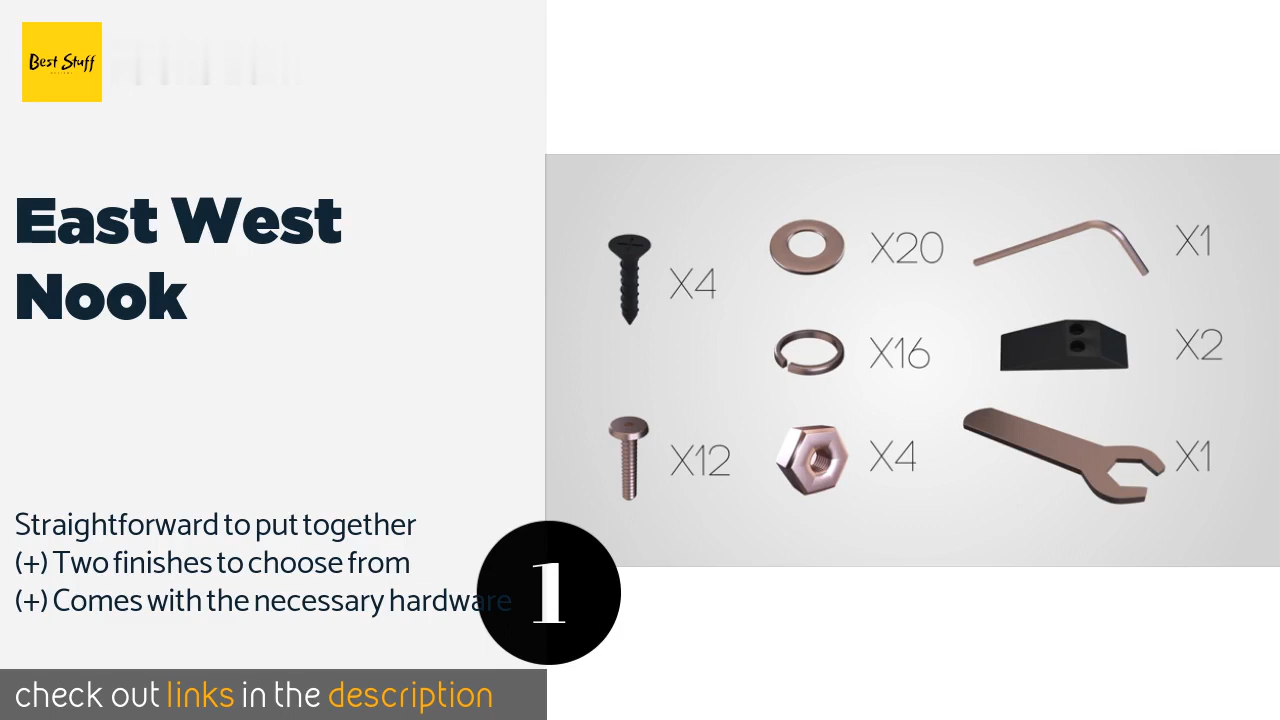 Best Stuff
East West
Nook
X4
X20
X1
X16
X2
X12
X4
X1
Straightforward to put together
(+) Two finishes to choose from
(+) Comes with the necessary hardware
1
check out links in the description